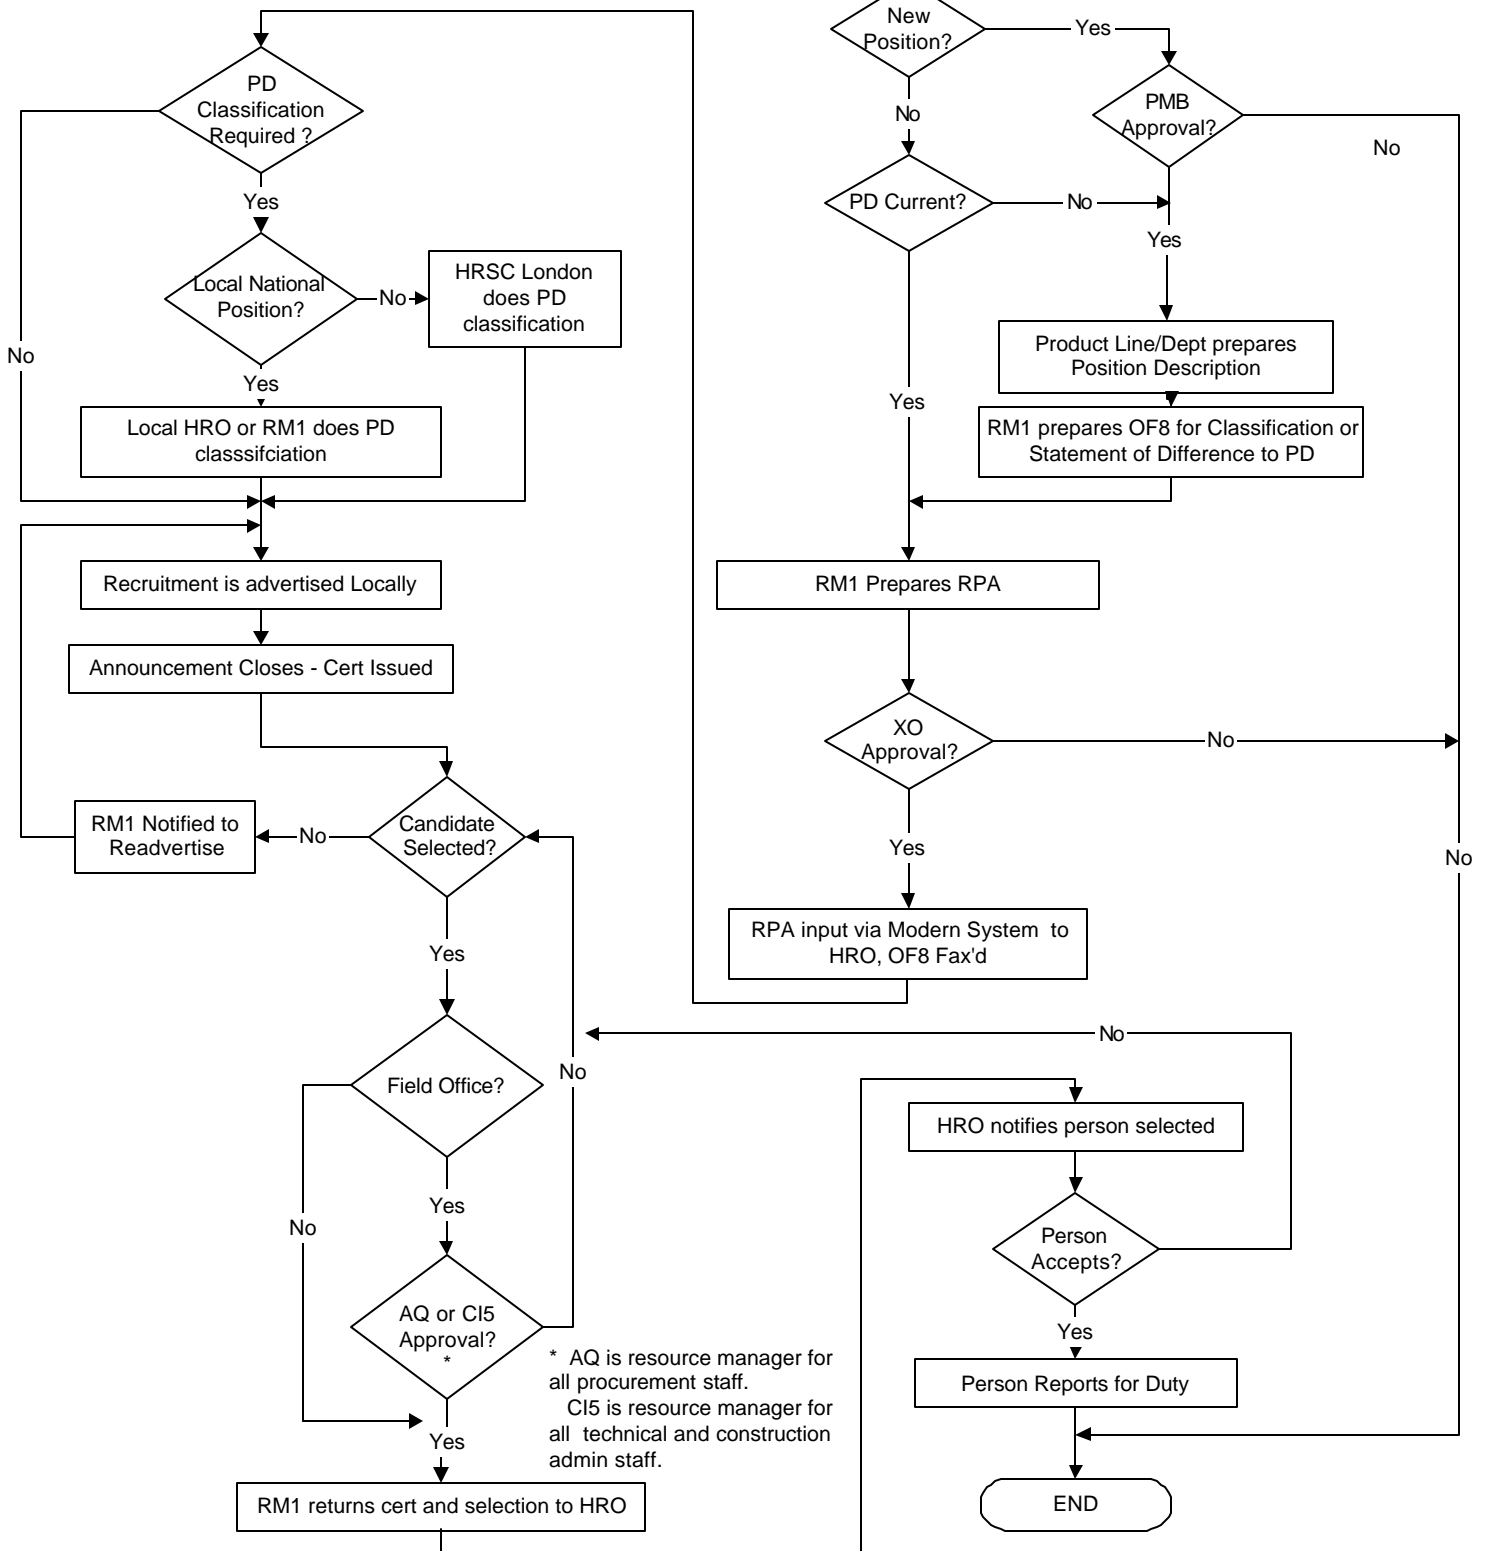 PD
Classification
Required ?
Yes
No
Local National
Position?
No
HRSC London
does PD
classification
Yes
Local HRO or RM1 does PD
classsifciation
Recruitment is advertised Locally
Announcement Closes - Cert Issued
Candidate
Selected?
No
RM1 Notified to
Readvertise
Yes
Field Office?
No
Yes
No
AQ or CI5
Approval?
*
Yes
* AQ is resource manager for
all procurement staff.
CI5 is resource manager for
all technical and construction
admin staff.
RM1 returns cert and selection to HRO
New
Position?
Yes
No
PMB
Approval?
No
PD Current?
No
Yes
Yes
Product Line/Dept prepares
Position Description
RM1 prepares OF8 for Classification or
Statement of Difference to PD
RM1 Prepares RPA
XO
Approval?
No
Yes
No
RPA input via Modern System to
HRO, OF8 Fax'd
No
HRO notifies person selected
Person
Accepts?
Yes
Person Reports for Duty
END